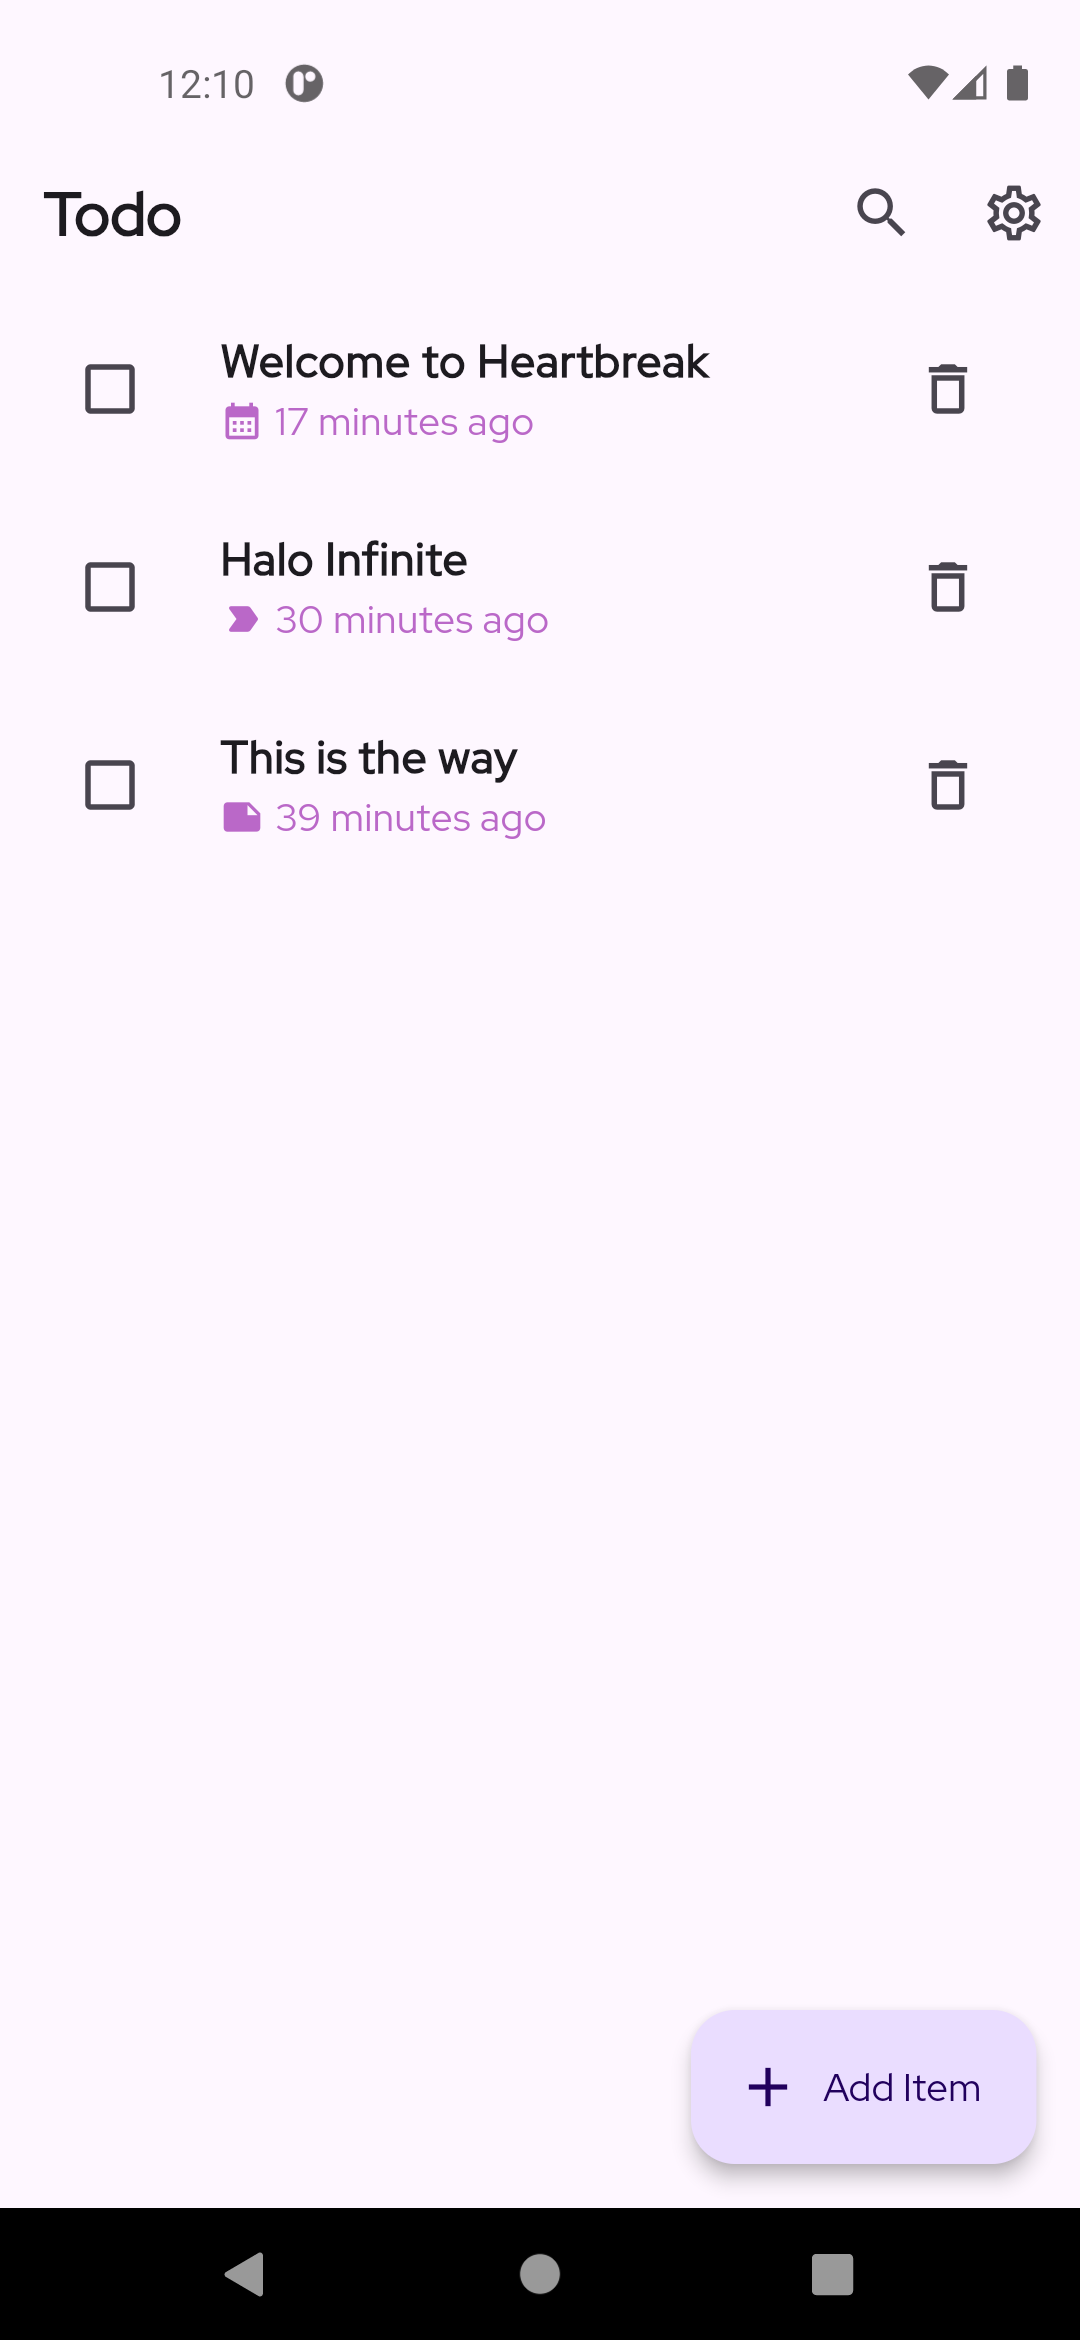 12:10
Todo
Welcome to Heartbreak
17 minutes ago
Halo Infinite
30 minutes ago
This is the way
39 minutes ago
Add Item